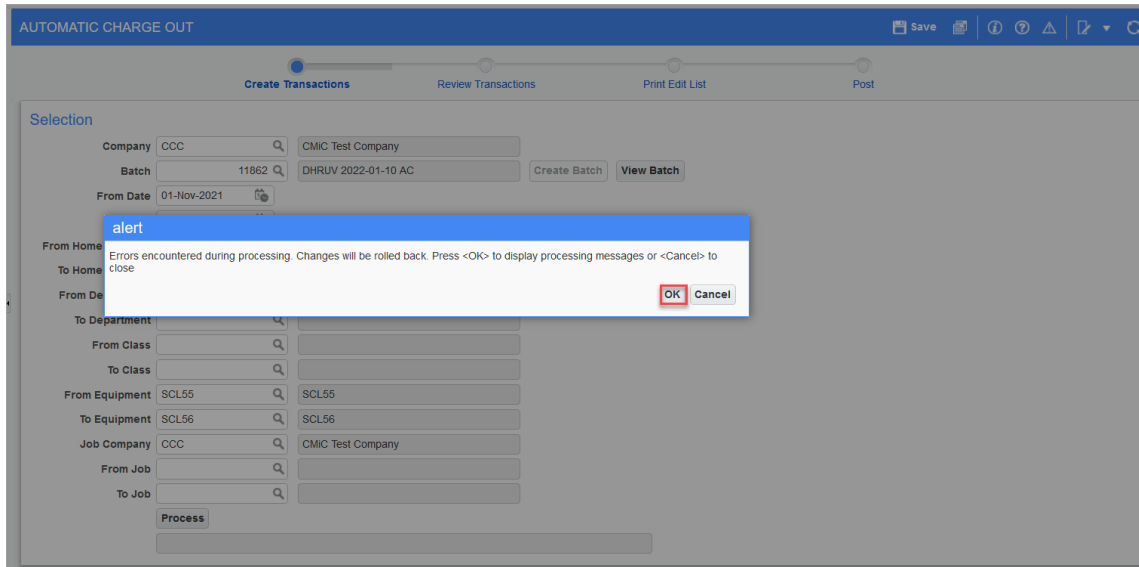 AUTOMATIC CHARGE OUT
Save
Create Transactions Review Transactions Print Edit List Post
Selection
Company CCC CMiC Test Company
Batch 11862 DHRUV 2022-01-10 AC Create Batch View Batch
From Date 01-Nov-2021
alert
From Home
Errors encountered during processing. Changes will be rolled back. Press <OK> to display processing messages or <Cancel> to
To Home close
From De OK Cancel
To Department
From Class
To Class
From Equipment SCL55 SCL55
To Equipment SCL56 SCL56
Job Company CCC CMiC Test Company
From Job
To Job
Process